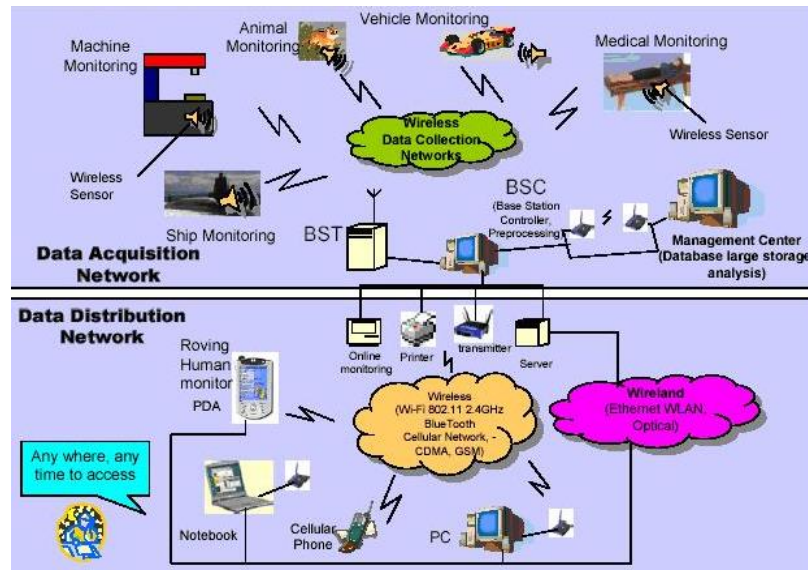 Machine
Monitoring
Animal
Monitoring
Vehicle Monitoring
Medical Monitoring
Wireless
Data Collection
Networks
Wireless Sensor
Wireless
Sensor
Ship Monitoring
BST
BSC
(Base Station
Controller,
Preprocessing)
Management Center
(Database large storage
analysis)
Data Acquisition
Network
Data Distribution
Network
Online
monitoring
Printer
transmitter
Server
Roving
Human
monitor
PDA
Wireless
(Wi-Fi 802.11 2.4GHz
BlueTooth
Cellular Network, -
CDMA, GSM)
Wireland
(Ethernet WLAN,
Optical)
Any where, any
time to access
Notebook
Cellular
Phone
PC